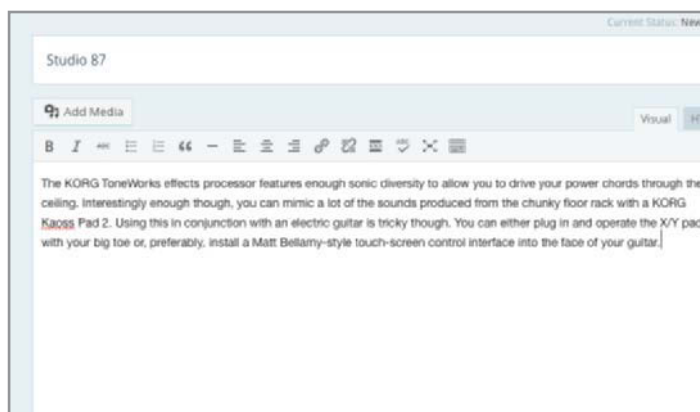 Current Status: New
Studio 87
Add Media
Visual
B I ABC
The KORG ToneWorks effects processor features enough sonic diversity to allow you to drive your power chords through the
ceiling. Interestingly enough though, you can mimic a lot of the sounds produced from the chunky floor rack with a KORG
Kaoss Pad 2. Using this in conjunction with an electric guitar is tricky though. You can either plug in and operate the X/Y pad
with your big toe or, preferably, install a Matt Bellamy-style touch-screen control interface into the face of your guitar.